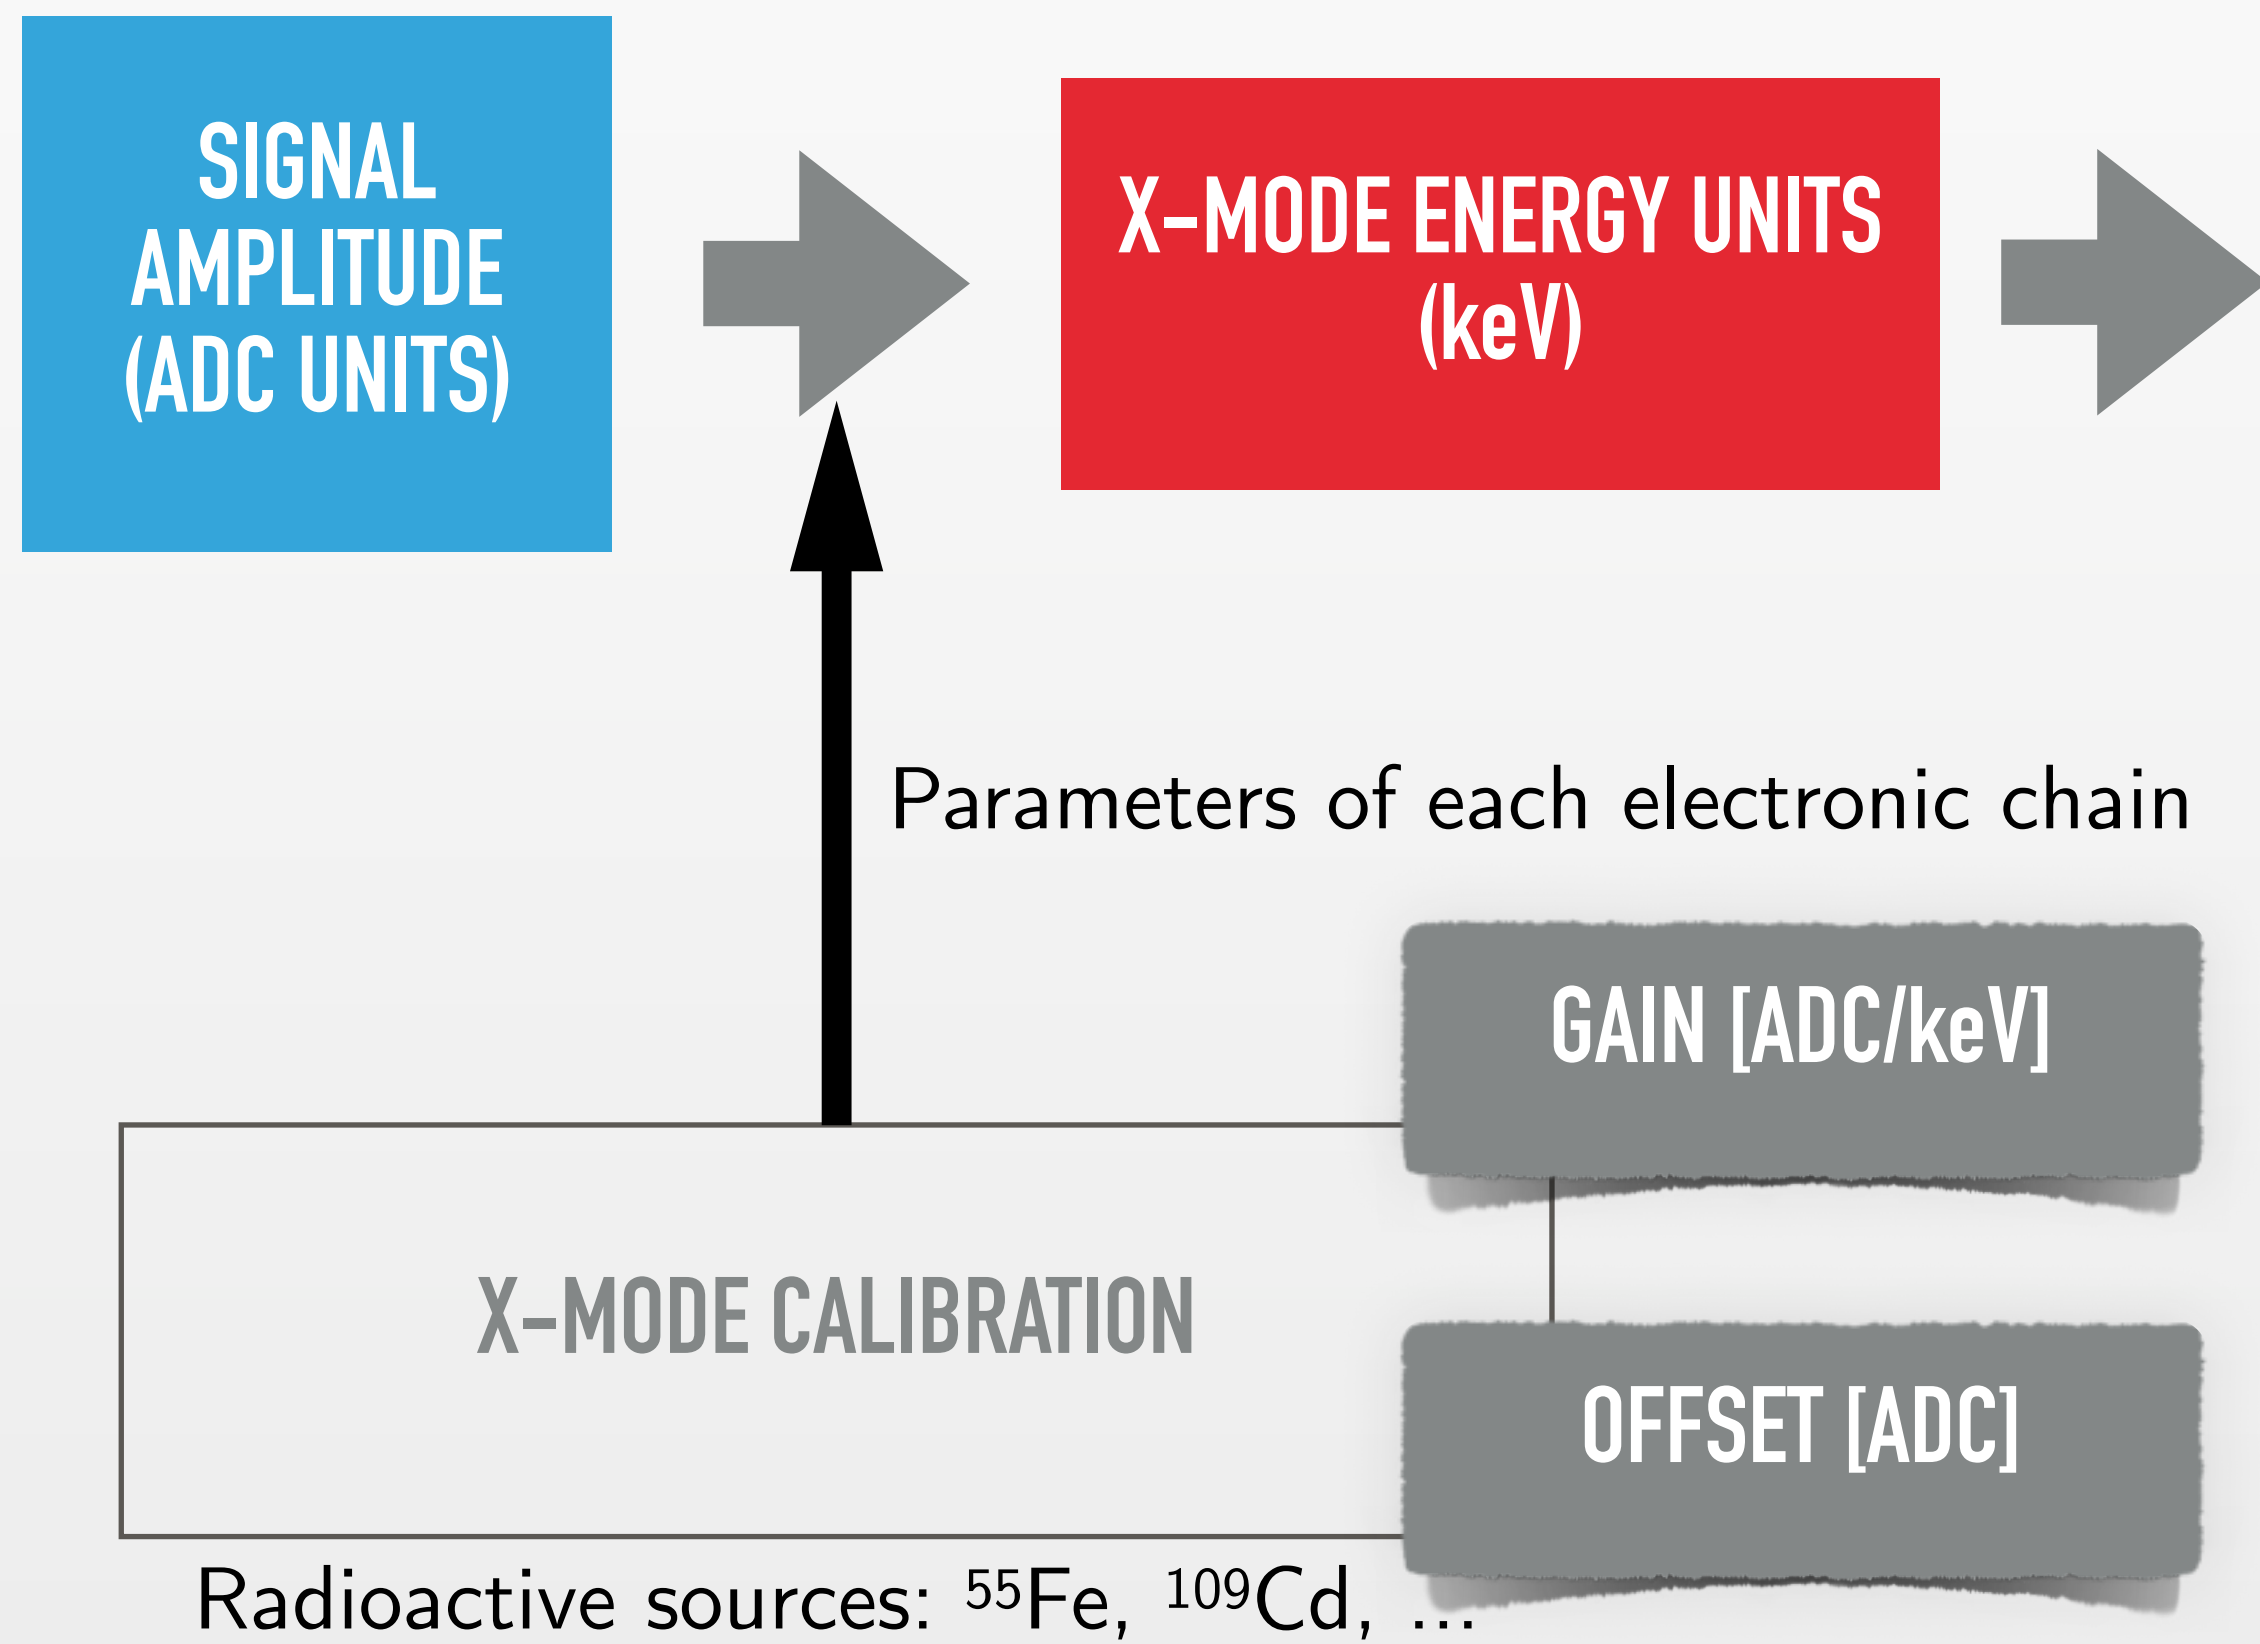 SIGNAL
AMPLITUDE
(ADC UNITS)
X-MODE ENERGY UNITS
(keV)
Parameters of each electronic chain
GAIN [ADC/keV]
X-MODE CALIBRATION
OFFSET [ADC]
Radioactive sources: ⁵⁵Fe, ¹⁰⁹Cd, ...